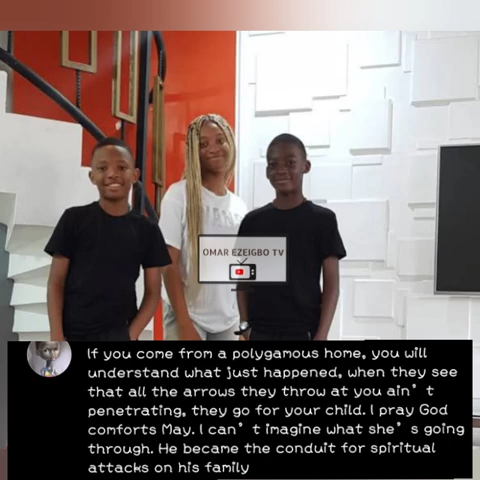 OMAR EZEIGBO TV
If you come from a polygamous home, you will
understand what just happened, when they see
that all the arrows they throw at you ain't
penetrating, they go for your child. I pray God
comforts May. I can't imagine what she's going
through. He became the conduit for spiritual
attacks on his family